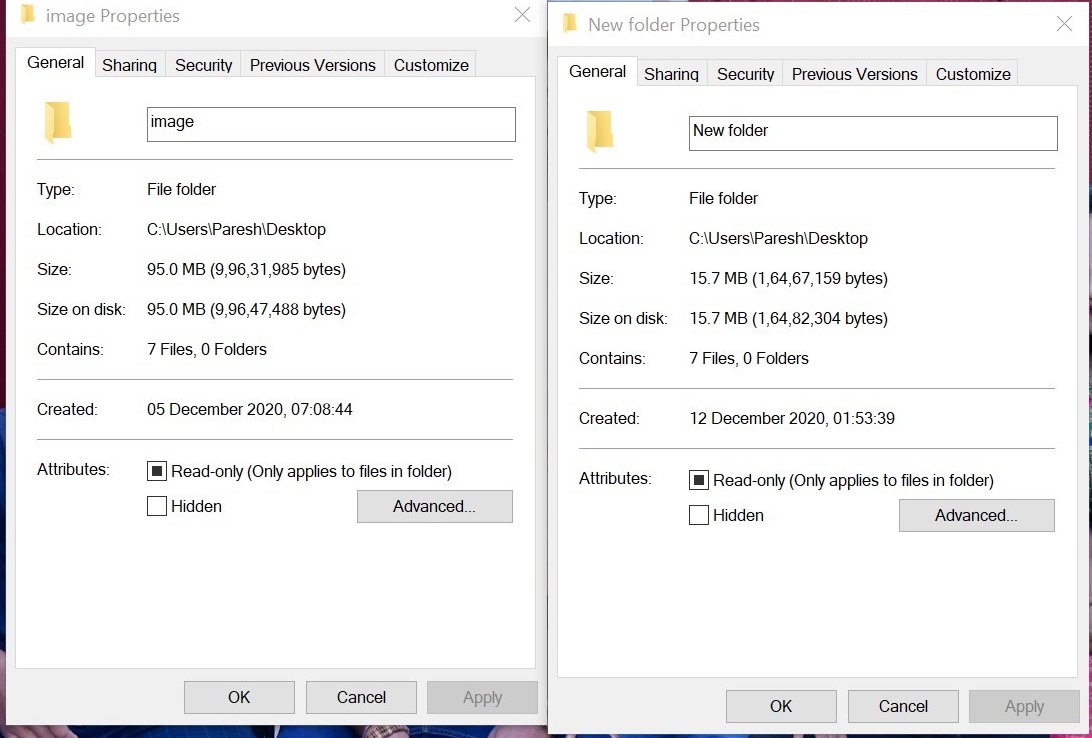 image Properties
General Sharing Security Previous Versions Customize
image
Type: File folder
Location: C:\Users\Paresh\Desktop
Size: 95.0 MB (9,96,31,985 bytes)
Size on disk: 95.0 MB (9,96,47,488 bytes)
Contains: 7 Files, 0 Folders
Created: 05 December 2020, 07:08:44
Attributes: Read-only (Only applies to files in folder)
Hidden Advanced...
OK Cancel Apply
New folder Properties
General Sharing Security Previous Versions Customize
New folder
Type: File folder
Location: C:\Users\Paresh\Desktop
Size: 15.7 MB (1,64,67,159 bytes)
Size on disk: 15.7 MB (1,64,82,304 bytes)
Contains: 7 Files, 0 Folders
Created: 12 December 2020, 01:53:39
Attributes: Read-only (Only applies to files in folder)
Hidden Advanced...
OK Cancel Apply